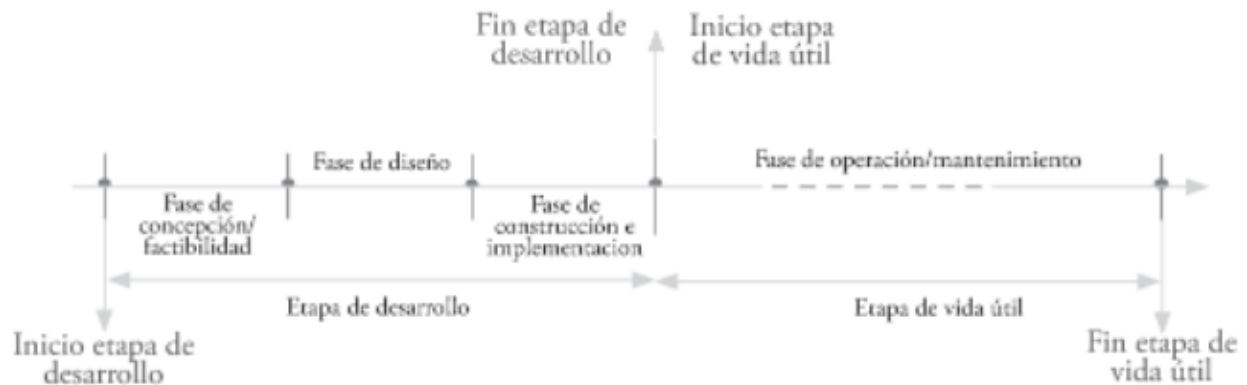 Fin etapa de
desarrollo
Inicio etapa
de vida útil
Fase de diseño
Fase de operación/mantenimiento
Fase de
concepción/
factibilidad
Fase de
construcción e
implementacion
Etapa de desarrollo
Etapa de vida útil
Inicio etapa de
desarrollo
Fin etapa de
vida útil